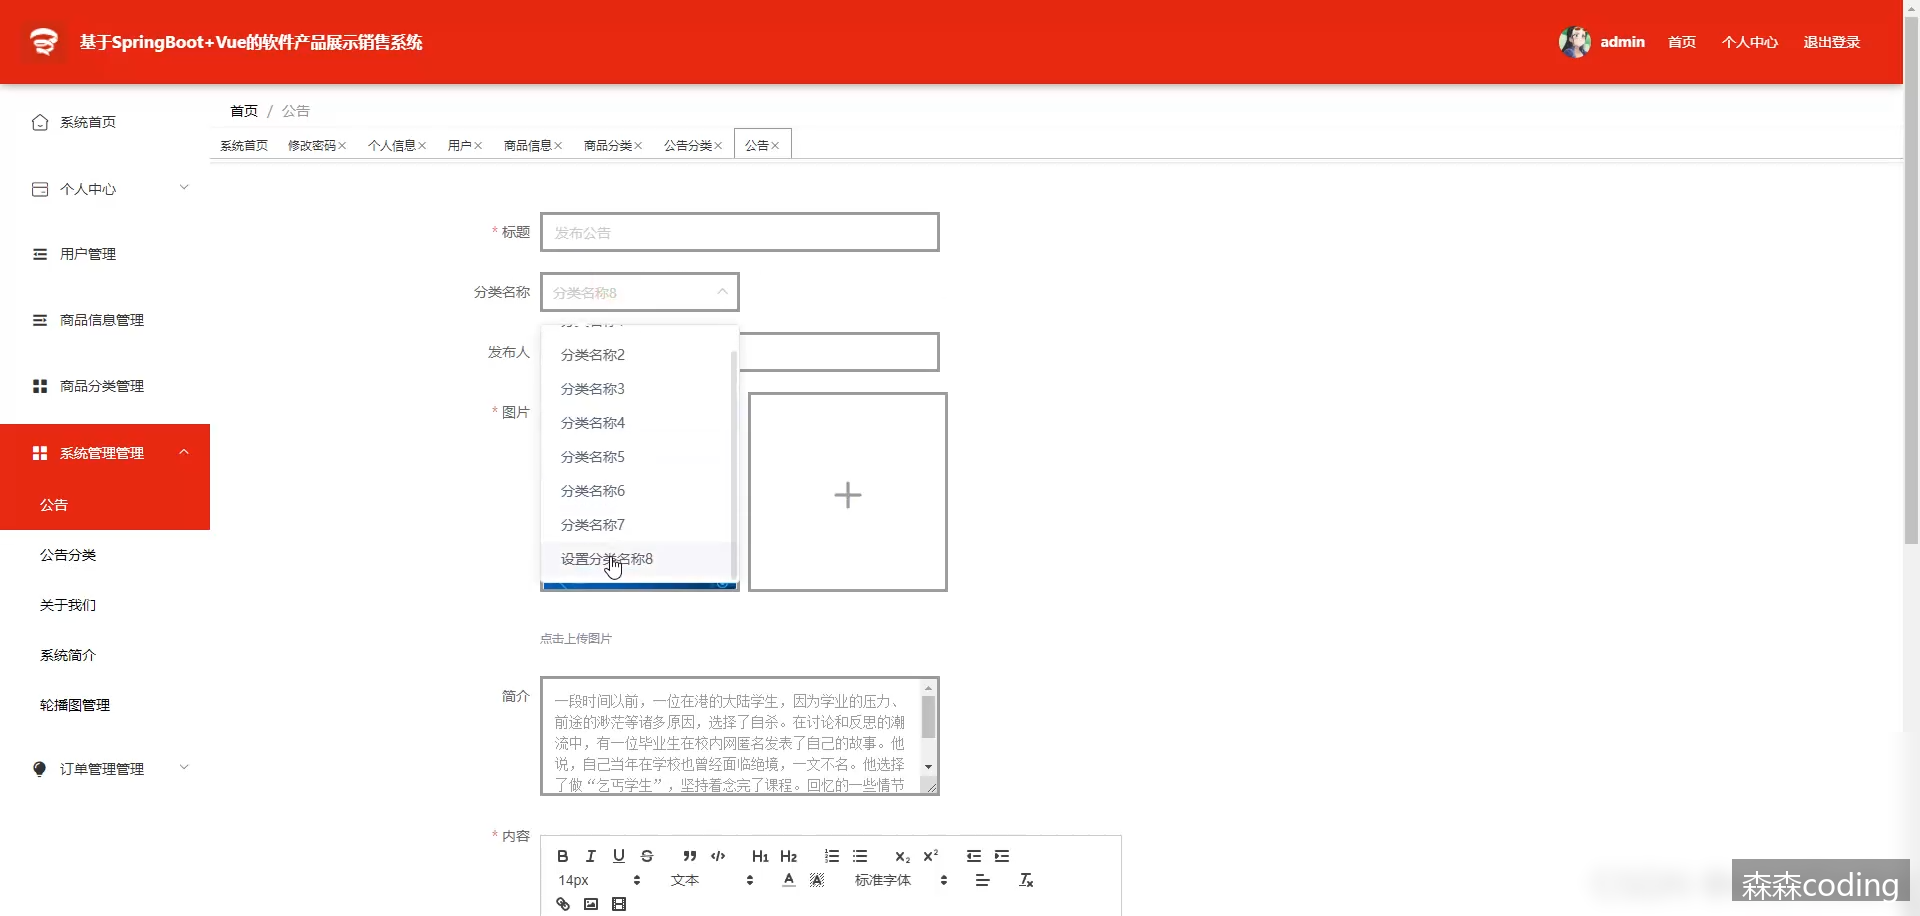 基于SpringBoot+Vue的软件产品展示销售系统
admin 首页 个人中心 退出登录
首页 / 公告
系统首页 修改密码 个人信息 用户 商品信息 商品分类 公告分类 公告
系统首页
个人中心
用户管理
商品信息管理
商品分类管理
系统管理管理
公告
公告分类
关于我们
系统简介
轮播图管理
订单管理管理
* 标题 发布公告
分类名称 分类名称8
发布人
分类名称2
分类名称3
分类名称4
分类名称5
分类名称6
分类名称7
设置分类名称8
* 图片
点击上传图片
简介
一段时间以前，一位在港的大陆学生，因为学业的压力、
前途的渺茫等诸多原因，选择了自杀。在讨论和反思的潮
流中，有一位毕业生在校内网匿名发表了自己的故事。他
说，自己当年在学校也曾经面临绝境，一文不名。他选择
了做“乞丐学生”，坚持着念完了课程。回忆的一些情节
* 内容
B I U S H1 H2 X2 X2
14px 文本 A A 标准字体 Tx
森森coding